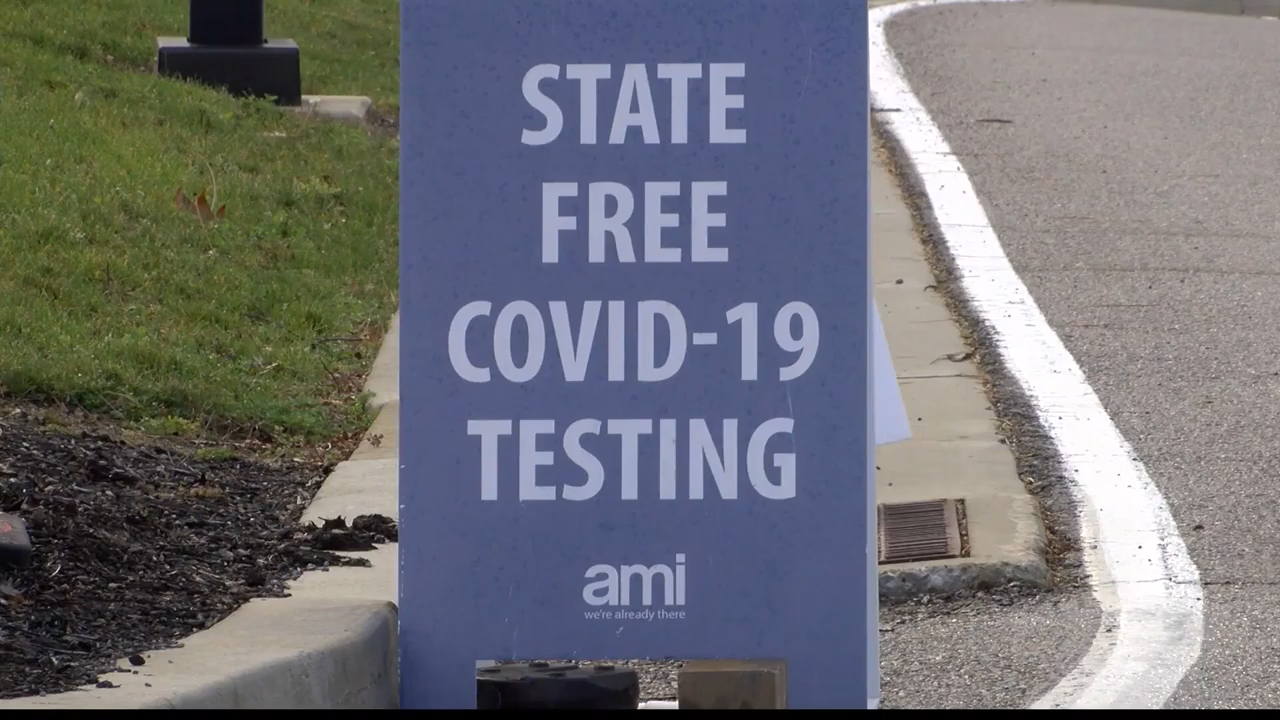 STATE
FREE
COVID-19
TESTING
ami
we're already there